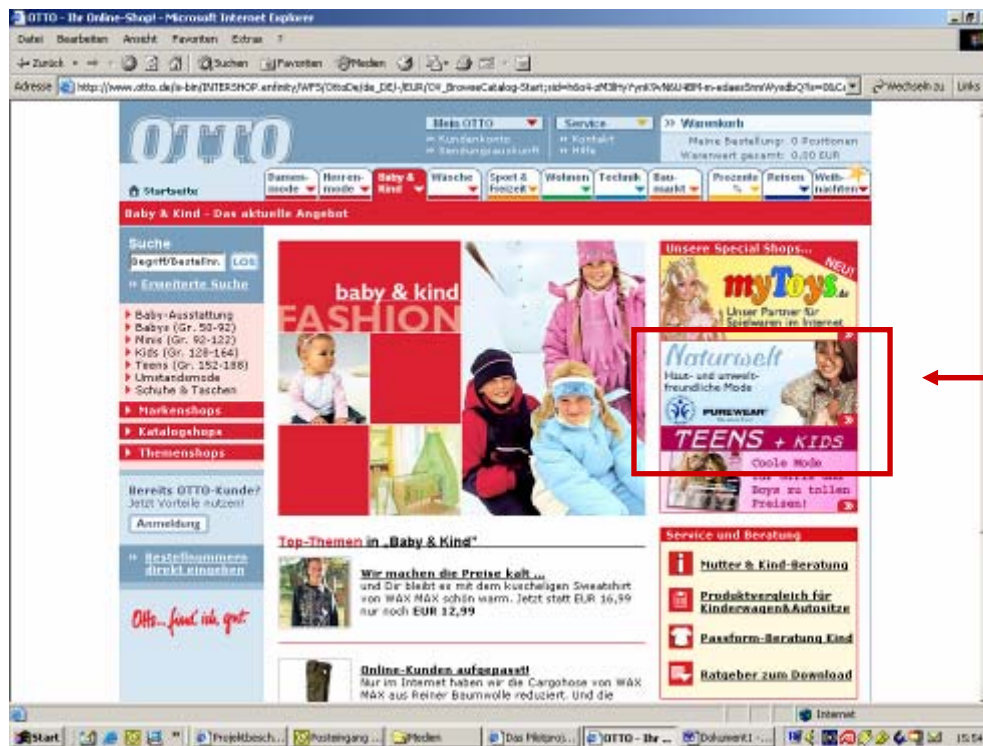 OTTO - Ihr Online-Shop! - Microsoft Internet Explorer
Datei Bearbeiten Ansicht Favoriten Extras ?
Zurück Suchen Favoriten Medien
Adresse Wechseln zu Links
OTTO
Mein OTTO
» Kundenkonto
» Sendungsauskunft
Service
» Kontakt
» Hilfe
» Warenkorb
Meine Bestellung: 0 Positionen
Warenwert gesamt: 0,00 EUR
Startseite
Damen-mode
Herren-mode
Baby & Kind
Wäsche
Sport & Freizeit
Wohnen
Technik
Bau-markt
Prozente %
Reisen
Weih-nachten
Baby & Kind - Das aktuelle Angebot
Suche
Begriff/Bestellnr. LOS
» Erweiterte Suche
Baby-Ausstattung
Babys (Gr. 50-92)
Minis (Gr. 92-122)
Kids (Gr. 128-164)
Teens (Gr. 152-188)
Umstandsmode
Schuhe & Taschen
Markenshops
Katalogshops
Themenshops
Bereits OTTO-Kunde?
Jetzt Vorteile nutzen!
Anmeldung
» Bestellnummern
direkt eingeben
Otto... find' ich gut.
baby & kind
FASHION
Top-Themen in „Baby & Kind"
Wir machen die Preise kalt ...
und Dir bleibt es mit dem kuscheligen Sweatshirt
von WAX MAX schön warm. Jetzt statt EUR 16,99
nur noch EUR 12,99
Online-Kunden aufgepasst!
Nur im Internet haben wir die Cargohose von WAX
MAX aus Reiner Baumwolle reduziert. Und die
Unsere Special Shops...
NEU!
myToys.de
Unser Partner für
Spielwaren im Internet
Naturwelt
Haut- und umwelt-
freundliche Mode
PUREWEAR
TEENS + KIDS
Coole Mode
für Girls und
Boys zu tollen
Preisen!
Service und Beratung
Mutter & Kind-Beratung
Produktvergleich für
Kinderwagen&Autositze
Passform-Beratung Kind
Ratgeber zum Download
Internet
Start
Projektbesch...
Posteingang ...
Medien
Das Pilotpros...
OTTO - Ihr ...
Dokument1 - ...
15:54